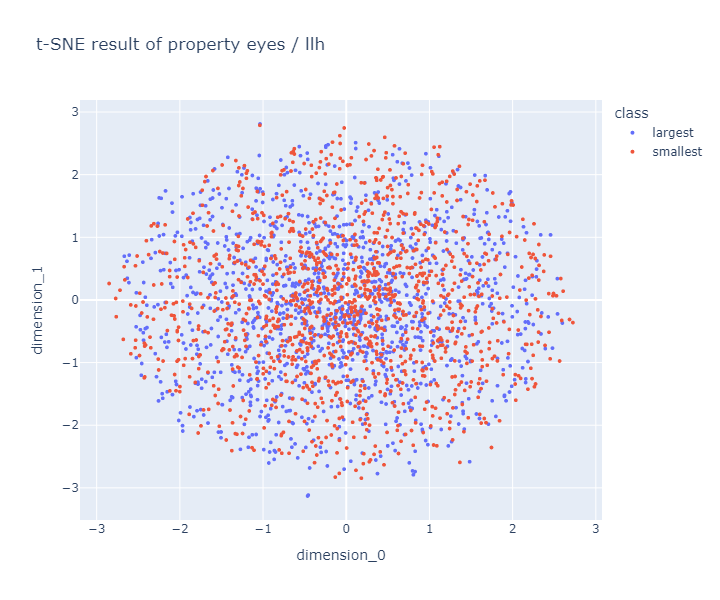 t-SNE result of property eyes / llh
class
largest
smallest
3
2
1
0
−1
−2
−3
dimension_1
−3
−2
−1
0
1
2
3
dimension_0